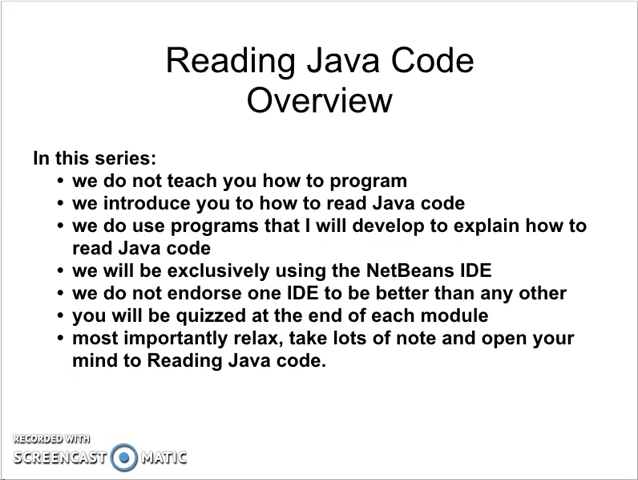 Reading Java Code
Overview
In this series:
• we do not teach you how to program
• we introduce you to how to read Java code
• we do use programs that I will develop to explain how to
read Java code
• we will be exclusively using the NetBeans IDE
• we do not endorse one IDE to be better than any other
• you will be quizzed at the end of each module
• most importantly relax, take lots of note and open your
mind to Reading Java code.
RECORDED WITH
SCREENCAST MATIC